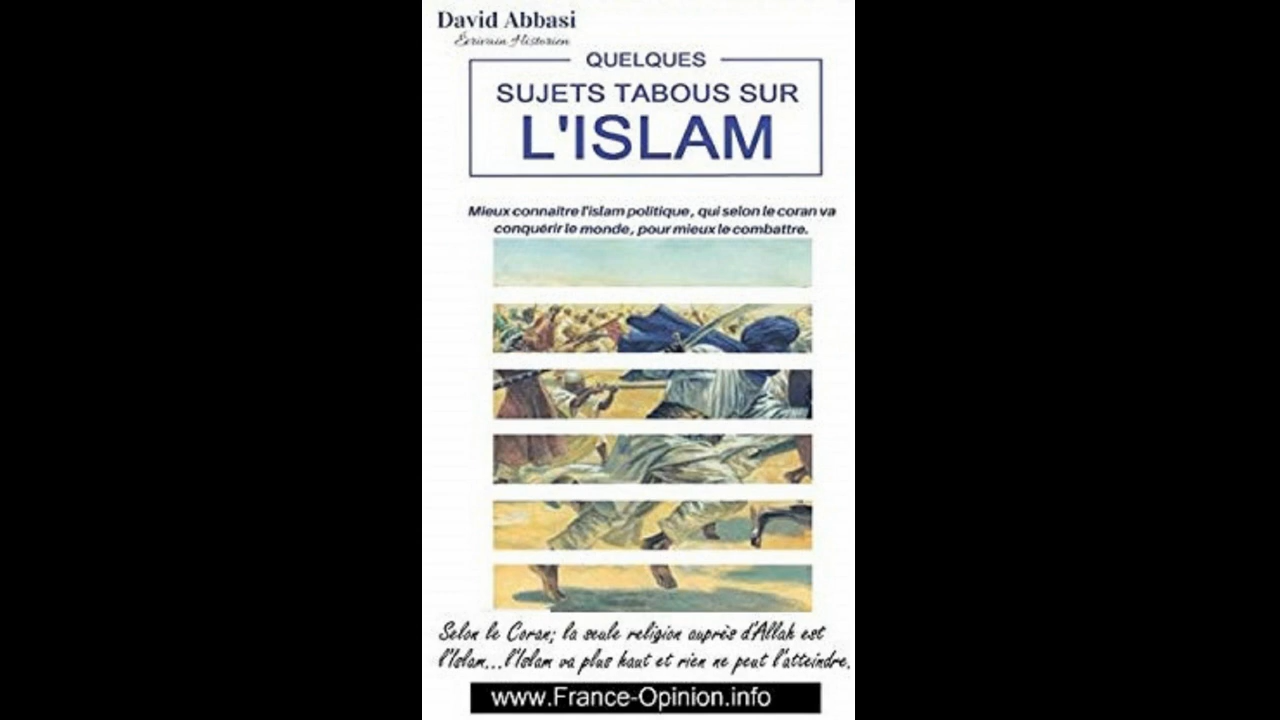 David Abbasi
Écrivain Historien
QUELQUES
SUJETS TABOUS SUR
L'ISLAM
Mieux connaitre l'islam politique, qui selon le coran va
conquérir le monde, pour mieux le combattre.
Selon le Coran; la seule religion auprès d'Allah est
l'Islam...l'Islam va plus haut et rien ne peut l'atteindre.
www.France-Opinion.info